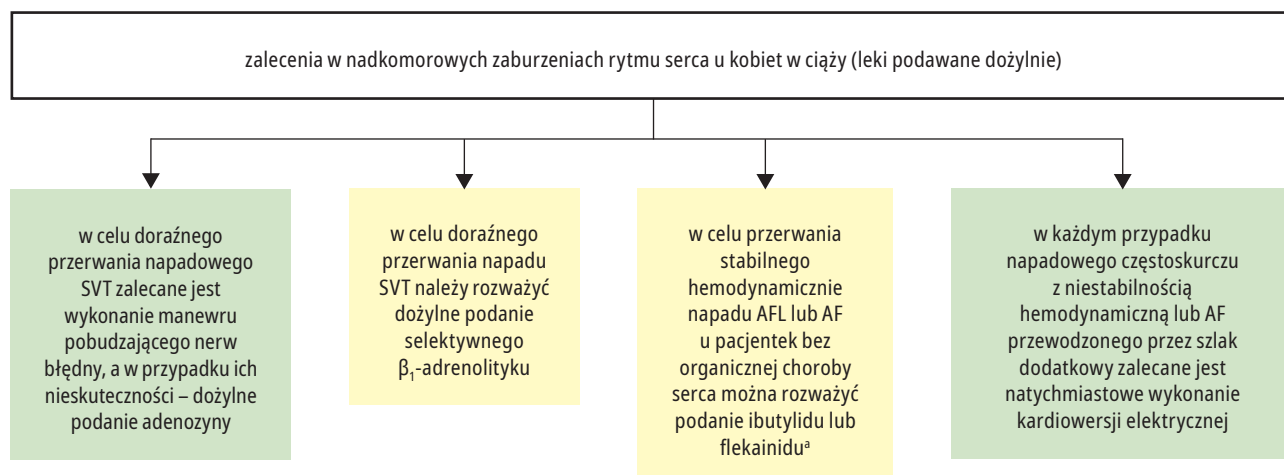 zalecenia w nadkomorowych zaburzeniach rytmu serca u kobiet w ciąży (leki podawane dożylnie)
w celu doraźnego
przerwania napadowego
SVT zalecane jest
wykonanie manewru
pobudzającego nerw
błędny, a w przypadku ich
nieskuteczności – dożylne
podanie adenozyny
w celu doraźnego
przerwania napadu
SVT należy rozważyć
dożylne podanie
selektywnego
β₁-adrenolityku
w celu przerwania
stabilnego
hemodynamicznie
napadu AFL lub AF
u pacjentek bez
organicznej choroby
serca można rozważyć
podanie ibutylidu lub
flekainiduᵃ
w każdym przypadku
napadowego częstoskurczu
z niestabilnością
hemodynamiczną lub AF
przewodzonego przez szlak
dodatkowy zalecane jest
natychmiastowe wykonanie
kardiowersji elektrycznej